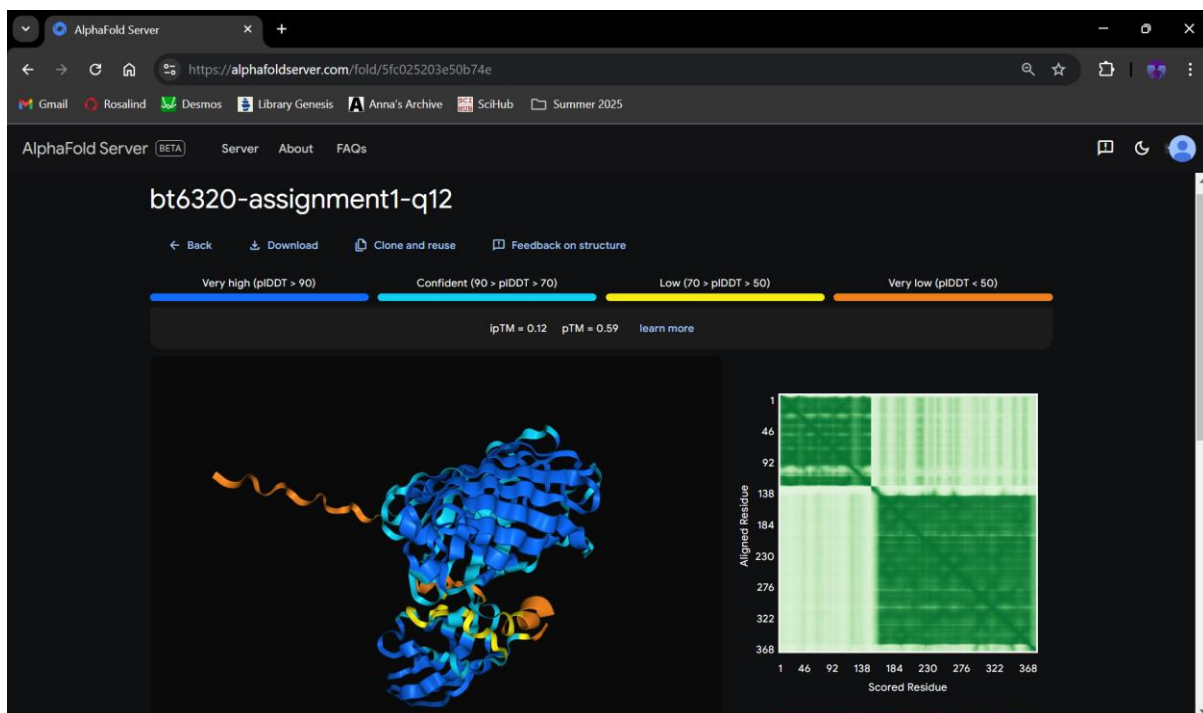 AlphaFold Server
https://alphafoldserver.com/fold/5fc025203e50b74e
Gmail Rosalind Desmos Library Genesis Anna's Archive SciHub Summer 2025
AlphaFold Server BETA Server About FAQs
bt6320-assignment1-q12
Back Download Clone and reuse Feedback on structure
Very high (plDDT > 90) Confident (90 > plDDT > 70) Low (70 > plDDT > 50) Very low (plDDT < 50)
ipTM = 0.12 pTM = 0.59 learn more
1
46
92
138
184
230
276
322
368
Aligned Residue
1 46 92 138 184 230 276 322 368
Scored Residue